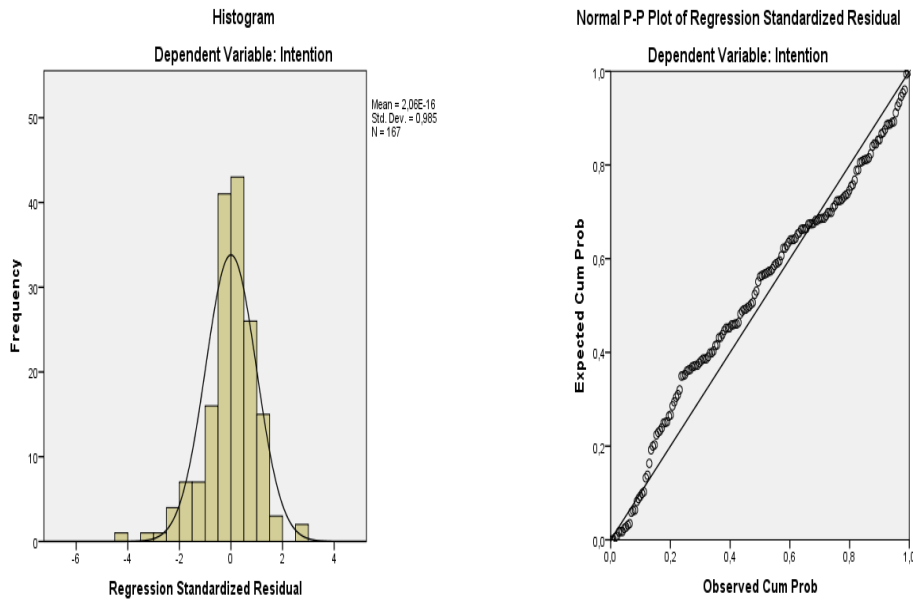 Histogram
Dependent Variable: Intention
Mean = 2,06E-16
Std. Dev. = 0,985
N = 167
50
40
30
20
10
0
Frequency
-6 -4 -2 0 2 4
Regression Standardized Residual
Normal P-P Plot of Regression Standardized Residual
Dependent Variable: Intention
1,0
0,8
0,6
0,4
0,2
0,0
Expected Cum Prob
0,0 0,2 0,4 0,6 0,8 1,0
Observed Cum Prob